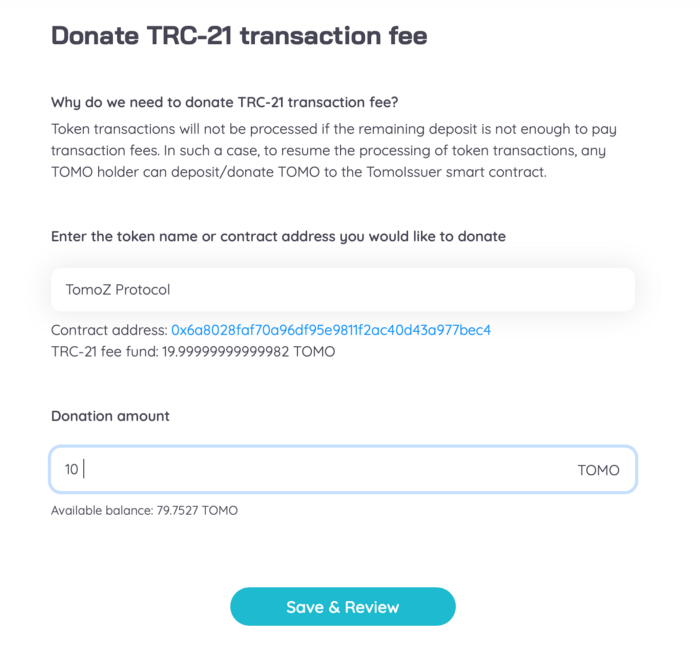 Donate TRC-21 transaction fee
Why do we need to donate TRC-21 transaction fee?
Token transactions will not be processed if the remaining deposit is not enough to pay
transaction fees. In such a case, to resume the processing of token transactions, any
TOMO holder can deposit/donate TOMO to the TomoIssuer smart contract.
Enter the token name or contract address you would like to donate
TomoZ Protocol
Contract address: 0x6a8028faf70a96df95e9811f2ac40d43a977bec4
TRC-21 fee fund: 19.99999999999982 TOMO
Donation amount
10 TOMO
Available balance: 79.7527 TOMO
Save & Review